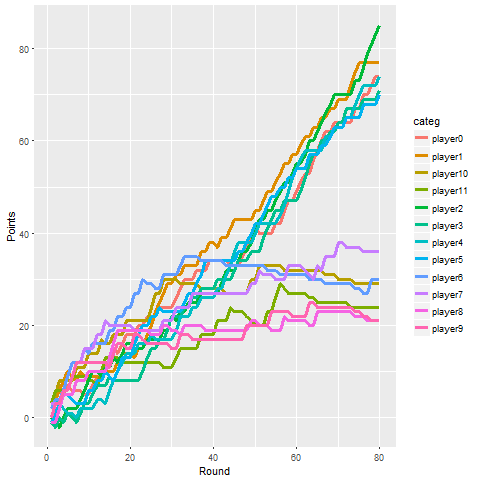 80
60
40
20
0
Points
0
20
40
60
80
Round
categ
player0
player1
player10
player11
player2
player3
player4
player5
player6
player7
player8
player9